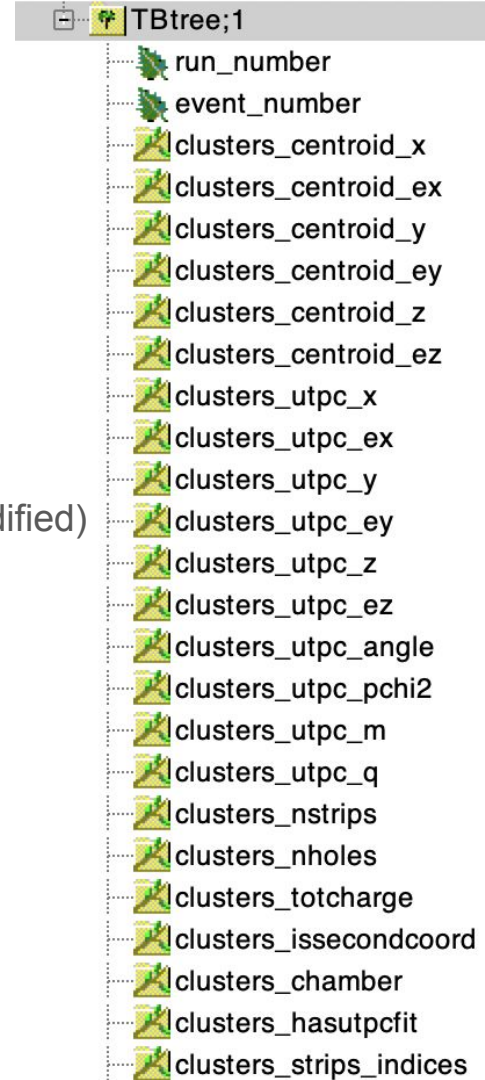 TBtree;1
run_number
event_number
clusters_centroid_x
clusters_centroid_ex
clusters_centroid_y
clusters_centroid_ey
clusters_centroid_z
clusters_centroid_ez
clusters_utpc_x
clusters_utpc_ex
clusters_utpc_y
dified) clusters_utpc_ey
clusters_utpc_z
clusters_utpc_ez
clusters_utpc_angle
clusters_utpc_pchi2
clusters_utpc_m
clusters_utpc_q
clusters_nstrips
clusters_nholes
clusters_totcharge
clusters_issecondcoord
clusters_chamber
clusters_hasutpcfit
clusters_strips_indices